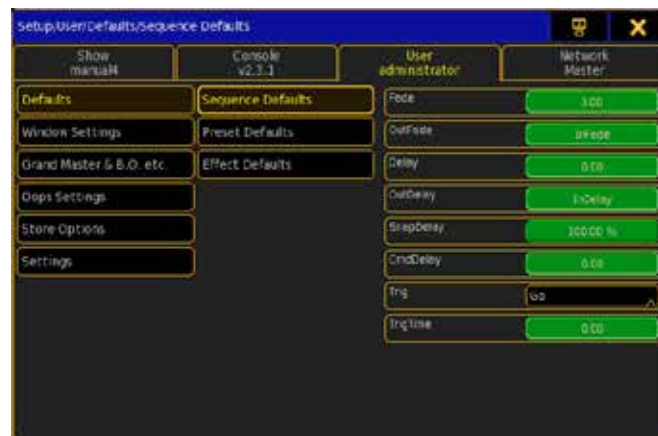 Setup/User/Defaults/Sequence Defaults
Show
manual4
Console
v2.3.1
User
administrator
Network
Master
Defaults
Window Settings
Grand Master & B.O. etc.
Oops Settings
Store Options
Settings
Sequence Defaults
Preset Defaults
Effect Defaults
Fade
3.00
OutFade
InFade
Delay
0.00
OutDelay
InDelay
SnapDelay
100.00 %
CmdDelay
0.00
Trig
Go
TrigTime
0.00